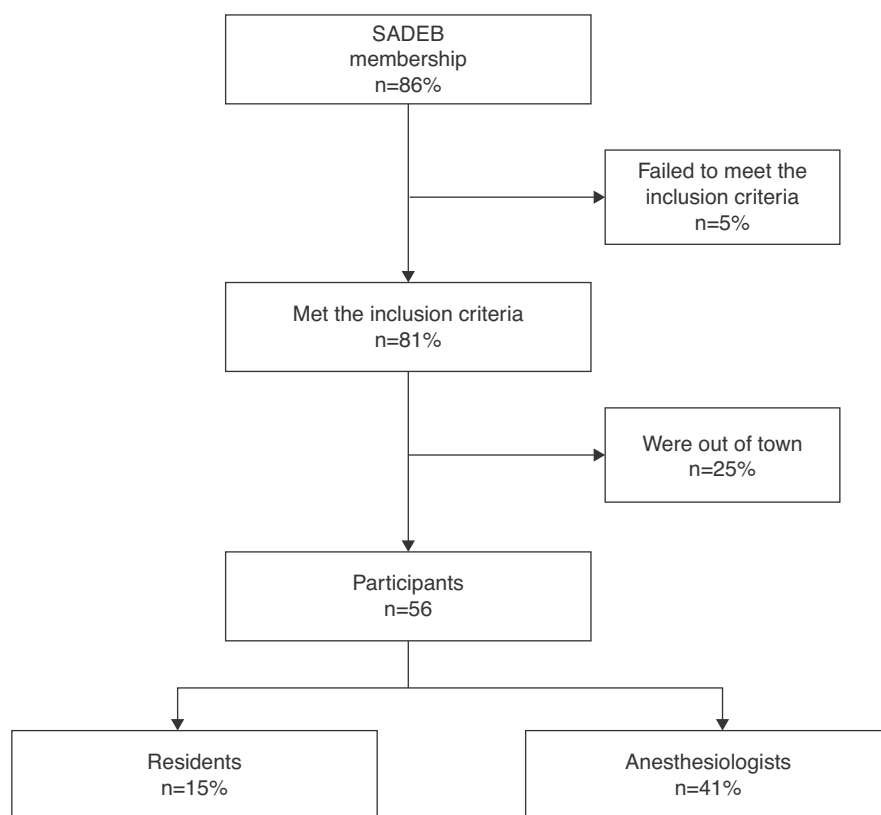 SADEB
membership
n=86%
Failed to meet the
inclusion criteria
n=5%
Met the inclusion criteria
n=81%
Were out of town
n=25%
Participants
n=56
Residents
n=15%
Anesthesiologists
n=41%